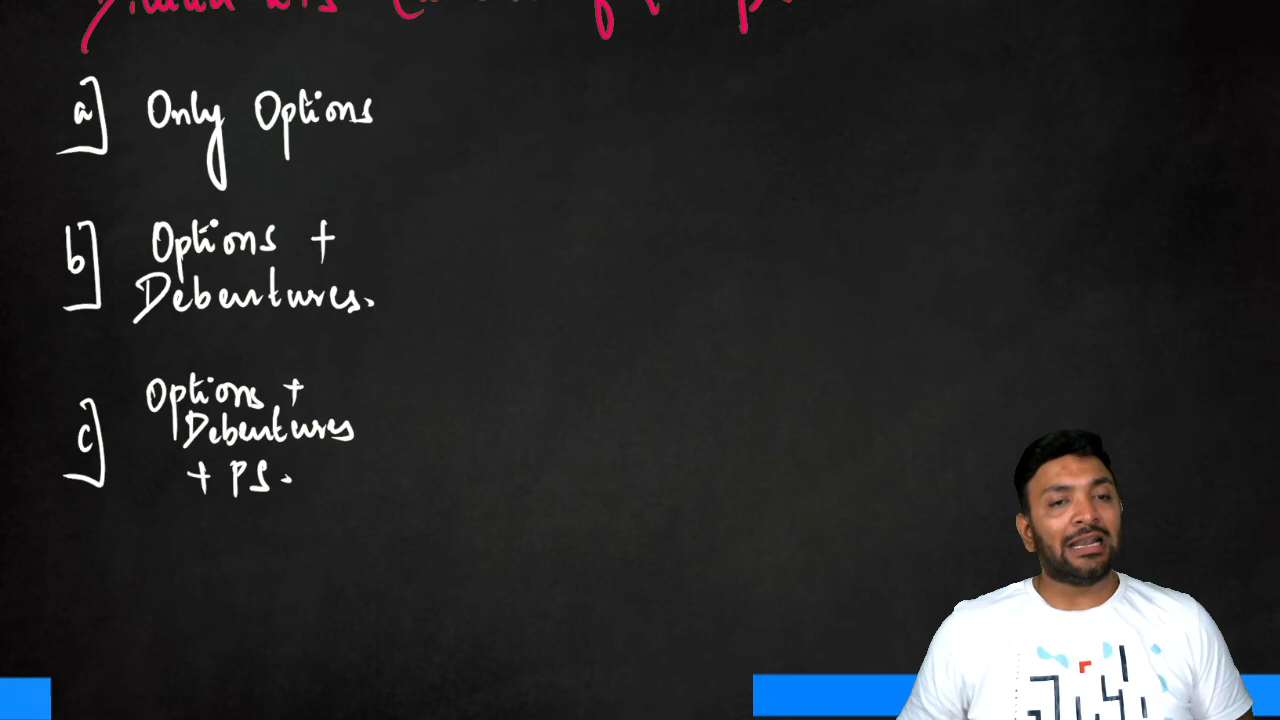 a] Only Options
b] Options +
Debentures.
c] Options +
Debentures
+ PS.